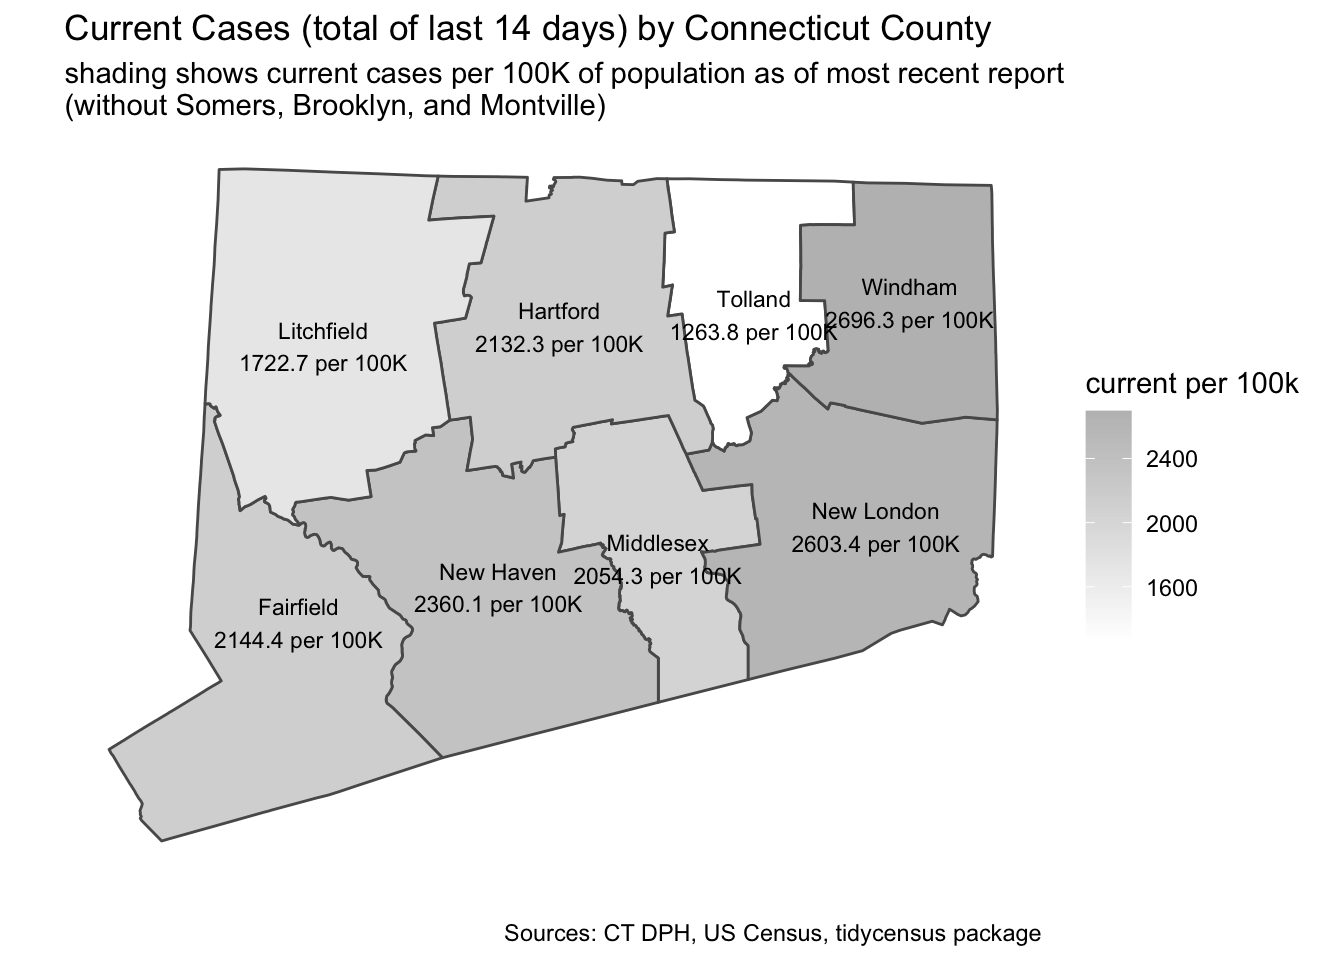 Current Cases (total of last 14 days) by Connecticut County
shading shows current cases per 100K of population as of most recent report
(without Somers, Brooklyn, and Montville)
Litchfield
1722.7 per 100K
Hartford
2132.3 per 100K
Tolland
1263.8 per 100K
Windham
2696.3 per 100K
New London
2603.4 per 100K
Middlesex
2054.3 per 100K
New Haven
2360.1 per 100K
Fairfield
2144.4 per 100K
current per 100k
2400
2000
1600
Sources: CT DPH, US Census, tidycensus package